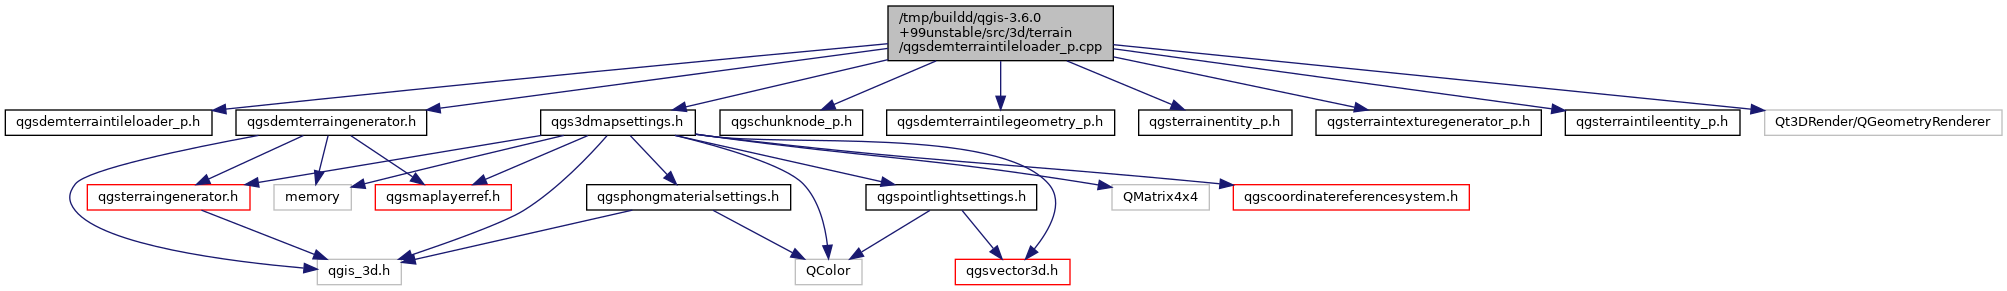 /tmp/buildd/qgis-3.6.0
+99unstable/src/3d/terrain
/qgsdemterraintileloader_p.cpp
qgsdemterraintileloader_p.h
qgsdemterraingenerator.h
qgs3dmapsettings.h
qgschunknode_p.h
qgsdemterraintilegeometry_p.h
qgsterrainentity_p.h
qgsterraintexturegenerator_p.h
qgsterraintileentity_p.h
Qt3DRender/QGeometryRenderer
qgsterraingenerator.h
memory
qgsmaplayerref.h
qgsphongmaterialsettings.h
qgspointlightsettings.h
QMatrix4x4
qgscoordinatereferencesystem.h
qgis_3d.h
QColor
qgsvector3d.h